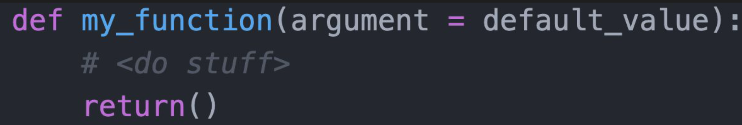 def my_function(argument = default_value):
    # <do stuff>
    return()